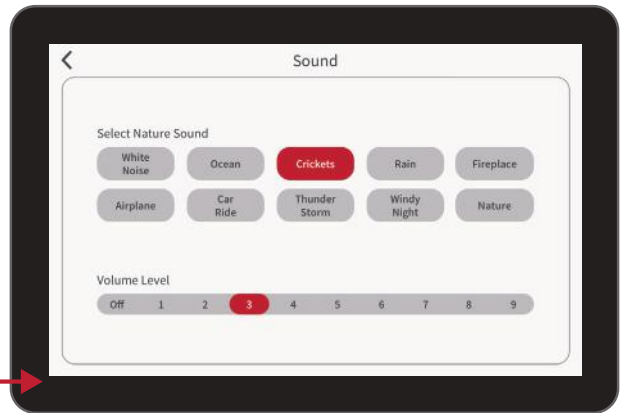 Sound
Select Nature Sound
White
Noise
Ocean
Crickets
Rain
Fireplace
Airplane
Car
Ride
Thunder
Storm
Windy
Night
Nature
Volume Level
Off 1 2 3 4 5 6 7 8 9